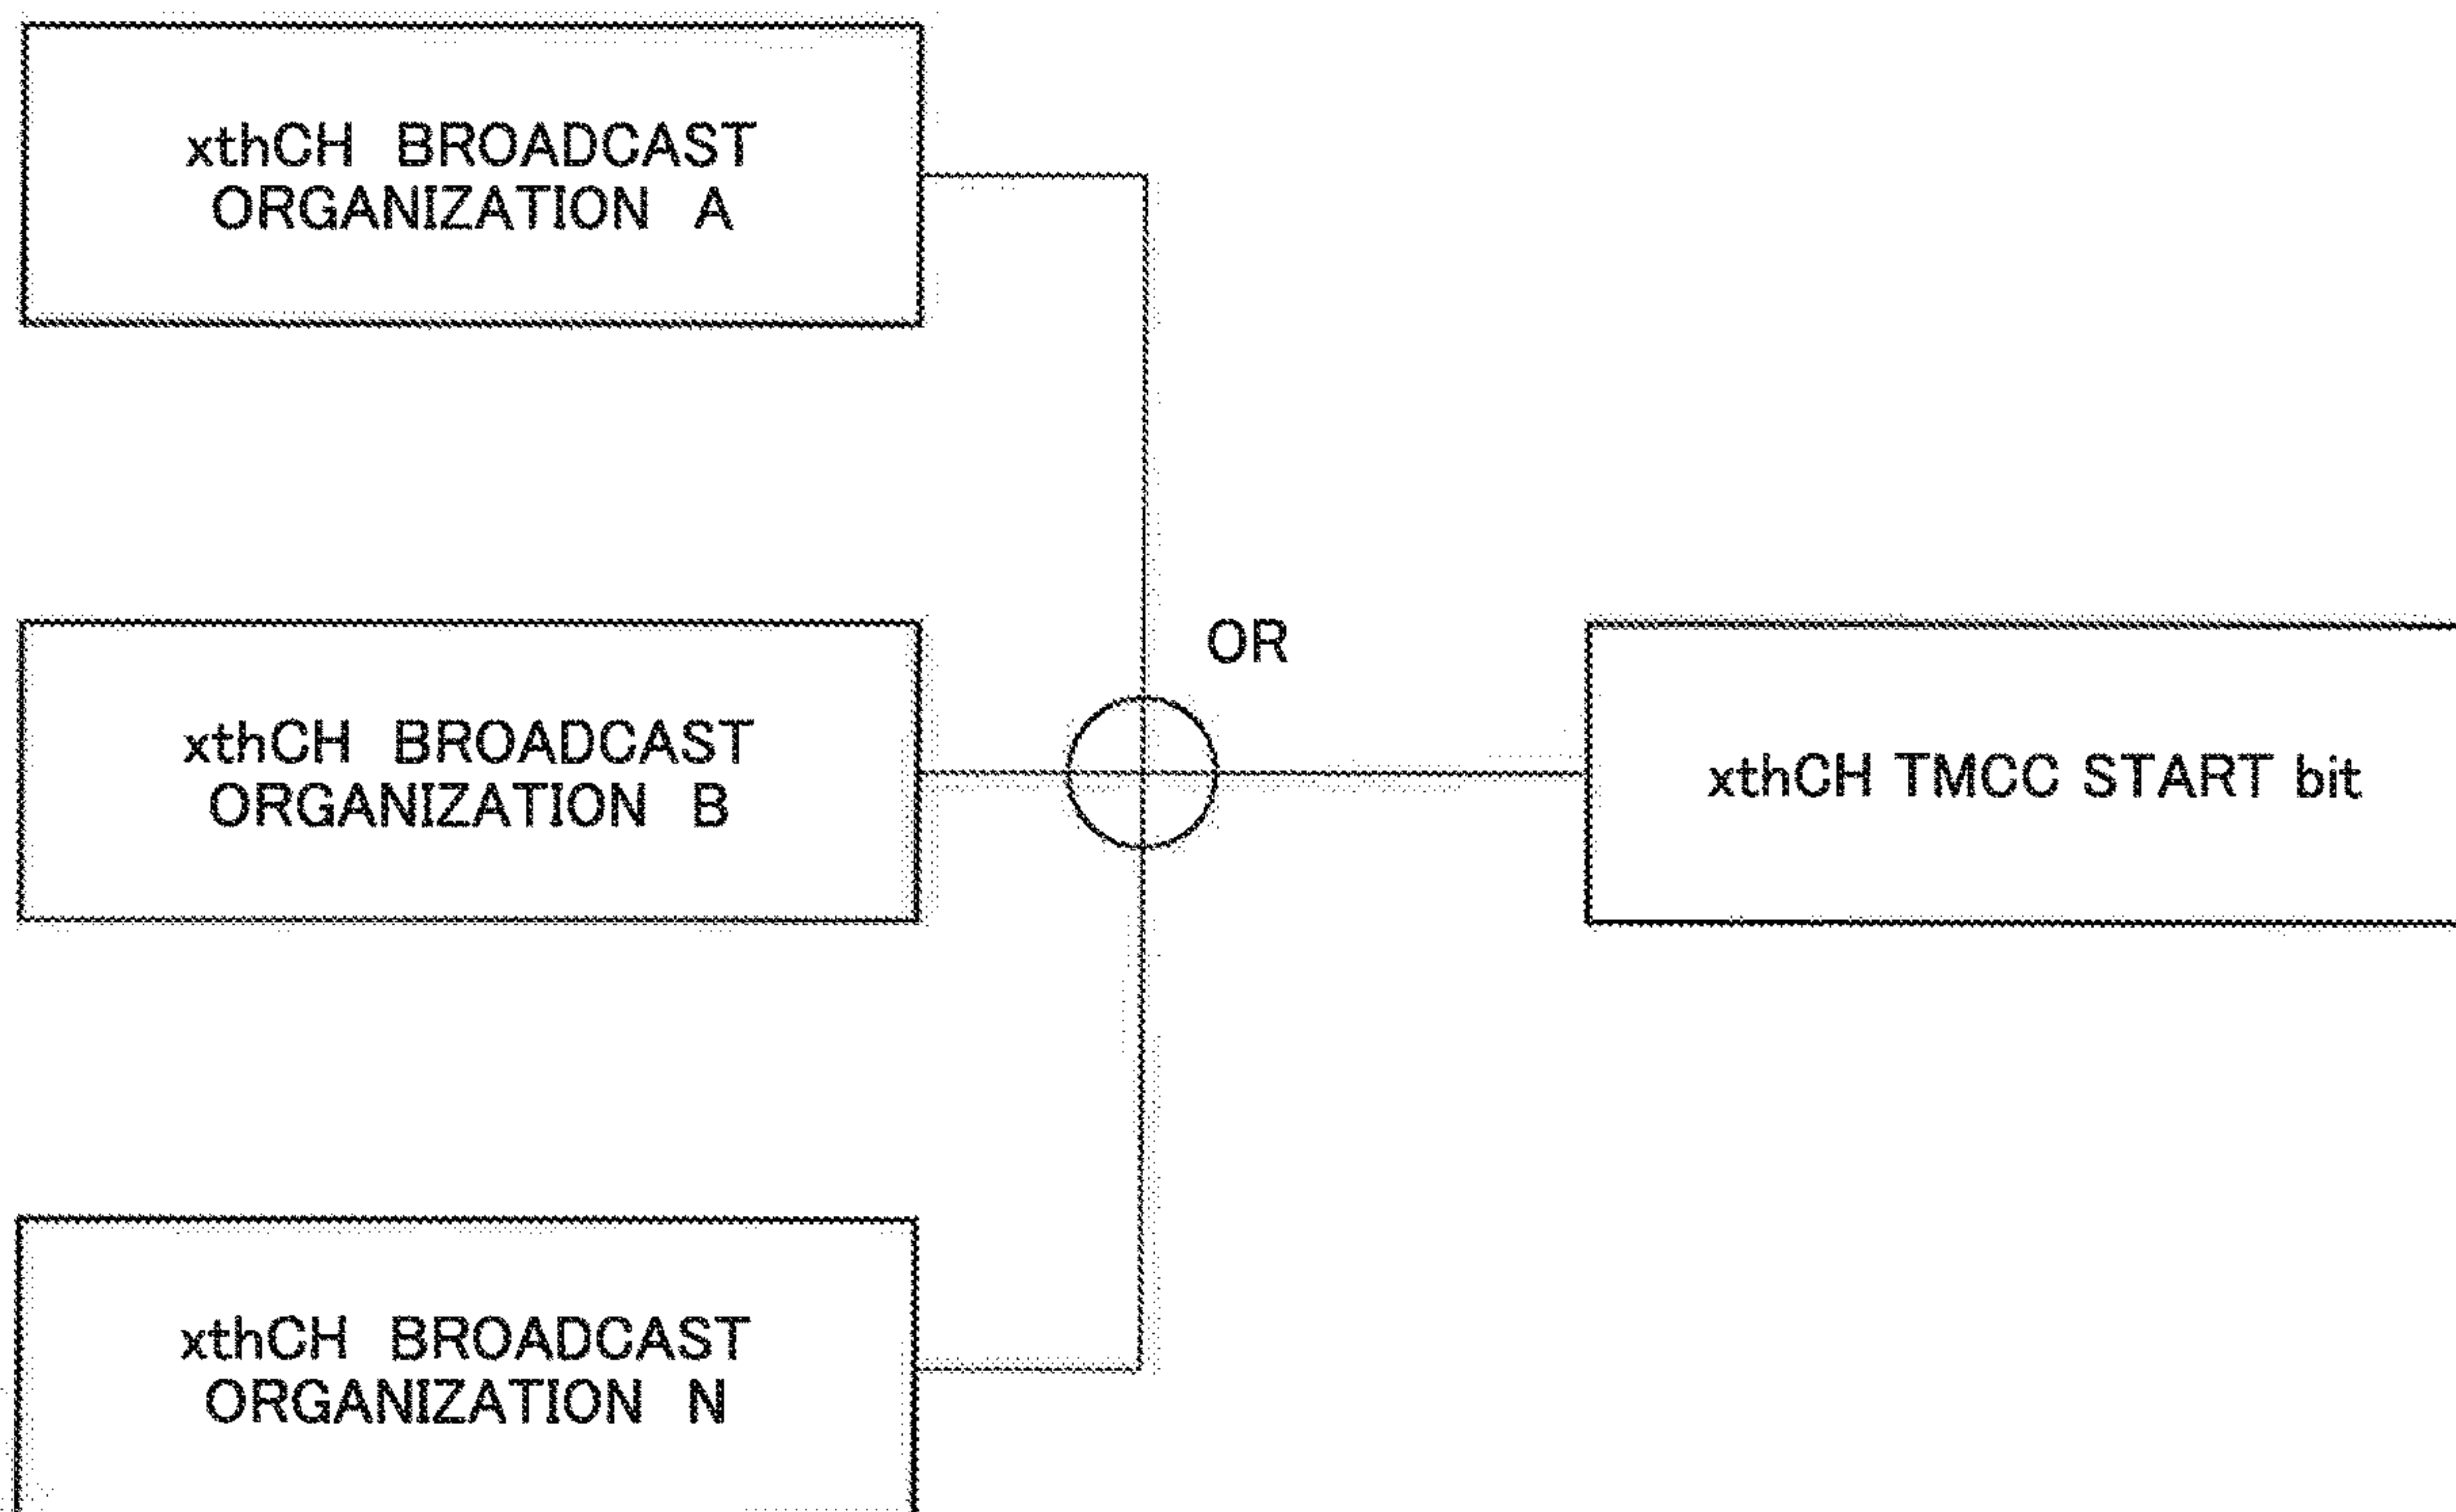 xthCH BROADCAST
ORGANIZATION A
OR
xthCH BROADCAST
ORGANIZATION B
xthCH TMCC START bit
xthCH BROADCAST
ORGANIZATION N